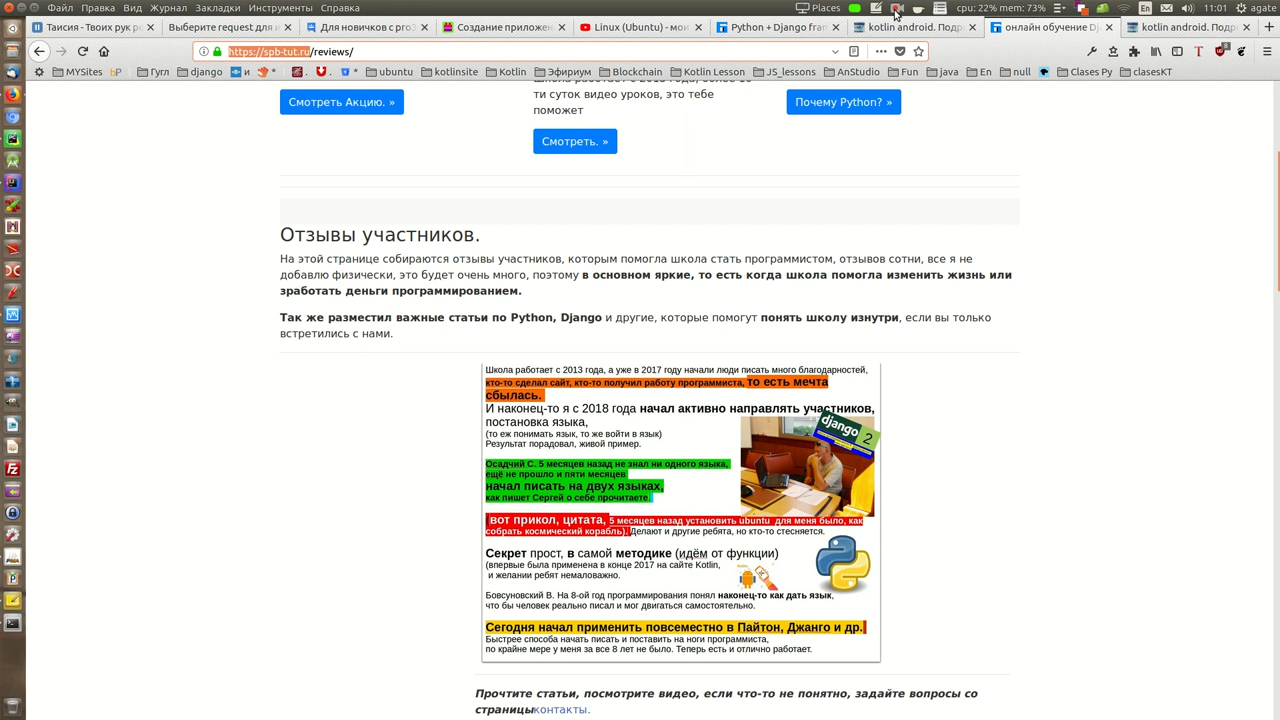 Файл Правка Вид Журнал Закладки Инструменты Справка Places cpu: 22% mem: 73% En 11:01 agate
Таисия - Твои рук р Выберите request для н Для новичков о prog Создание приложен Linux (Ubuntu) - мо Python + Django fram kotlin android. Подро онлайн обучение D kotlin android. Подр
https://spb-tut.ru/reviews/
MYSites bP Гугл django и ubuntu kotlinsite Kotlin Эфириум Blockchain Kotlin Lesson JS_lessons AnStudio Fun java En null Clases Py clasesKT
Смотреть Акцию. »
ти суток видео уроков, это тебе
поможет
Смотреть. »
Почему Python? »
Отзывы участников.
На этой странице собираются отзывы участников, которым помогла школа стать программистом, отзывов сотни, все я не
добавлю физически, это будет очень много, поэтому в основном яркие, то есть когда школа помогла изменить жизнь или
зработать деньги программированием.
Так же разместил важные статьи по Python, Django и другие, которые помогут понять школу изнутри, если вы только
встретились с нами.
Школа работает с 2013 года, а уже в 2017 году начали люди писать много благодарностей,
кто-то сделал сайт, кто-то получил работу программиста, то есть мечта
сбылась.
И наконец-то я с 2018 года начал активно направлять участников,
постановка языка,
(то еж понимать язык, то же войти в язык)
Результат порадовал, живой пример.
django 2
Осадчий С. 5 месяцев назад не знал ни одного языка,
ещё не прошло и пяти месяцев
начал писать на двух языках,
как пишет Сергей о себе прочитаете.
вот прикол, цитата, 5 месяцев назад установить ubuntu для меня было, как
собрать космический корабль). Делают и другие ребята, но кто-то стесняется.
Секрет прост, в самой методике (идём от функции)
(впервые была применена в конце 2017 на сайте Kotlin,
и желании ребят немаловажно.
Бовсуновский В. На 8-ой год программирования понял наконец-то как дать язык,
что бы человек реально писал и мог двигаться самостоятельно.
Сегодня начал применить повсеместно в Пайтон, Джанго и др.
Быстрее способа начать писать и поставить на ноги программиста,
по крайне мере у меня за все 8 лет не было. Теперь есть и отлично работает.
Прочтите статьи, посмотрите видео, если что-то не понятно, задайте вопросы со
страницыконтакты.